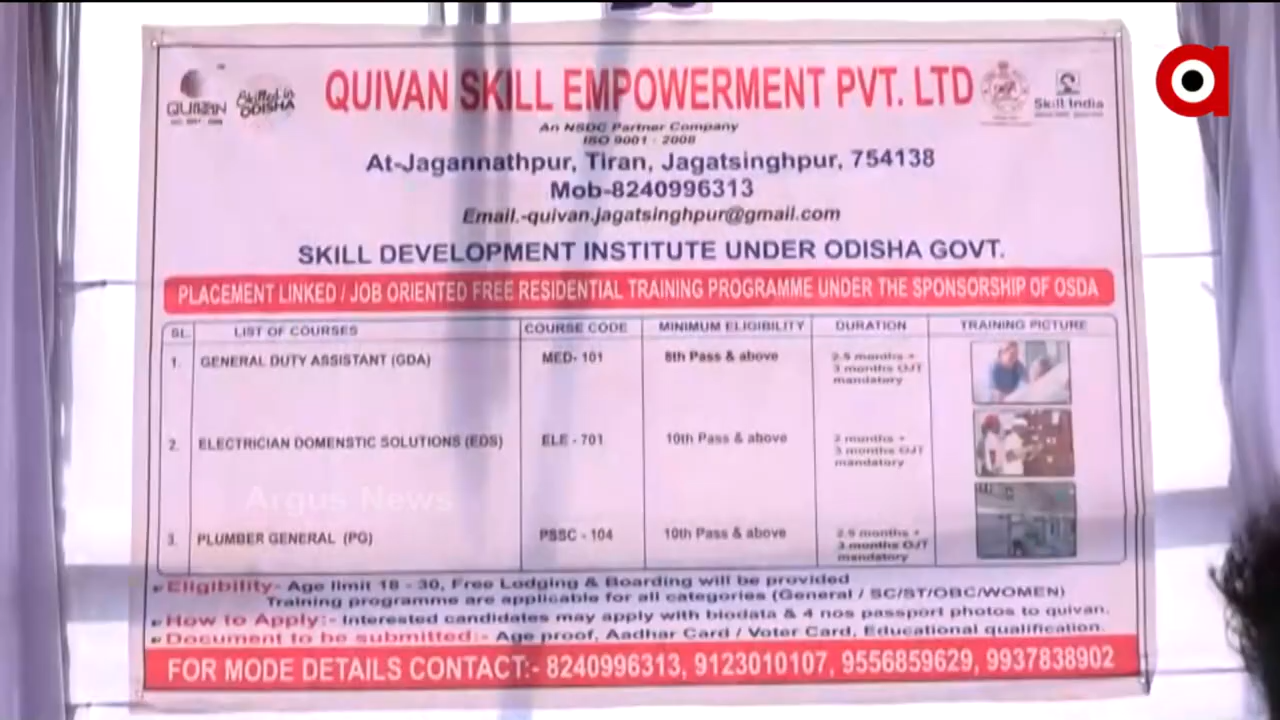 QUIVAN
Skilled in
ODISHA
QUIVAN SKILL EMPOWERMENT PVT. LTD
Skill India
An NSDC Partner Company
ISO 9001 - 2008
At-Jagannathpur, Tiran, Jagatsinghpur, 754138
Mob-8240996313
Email.-quivan.jagatsinghpur@gmail.com
SKILL DEVELOPMENT INSTITUTE UNDER ODISHA GOVT.
PLACEMENT LINKED / JOB ORIENTED FREE RESIDENTIAL TRAINING PROGRAMME UNDER THE SPONSORSHIP OF OSDA
SL. LIST OF COURSES COURSE CODE MINIMUM ELIGIBILITY DURATION TRAINING PICTURE
1. GENERAL DUTY ASSISTANT (GDA) MED- 101 8th Pass & above 2.5 months +
3 months OJT
mandatory
2. ELECTRICIAN DOMENSTIC SOLUTIONS (EDS) ELE - 701 10th Pass & above 2 months +
3 months OJT
mandatory
Argus News
3. PLUMBER GENERAL (PG) PSSC - 104 10th Pass & above 2.5 months +
3 months OJT
mandatory
Eligibility- Age limit 18 - 30, Free Lodging & Boarding will be provided
Training programme are applicable for all categories (General / SC/ST/OBC/WOMEN)
How to Apply:- Interested candidates may apply with biodata & 4 nos passport photos to quivan.
Document to be submitted:- Age proof, Aadhar Card / Voter Card, Educational qualification.
FOR MODE DETAILS CONTACT:- 8240996313, 9123010107, 9556859629, 9937838902